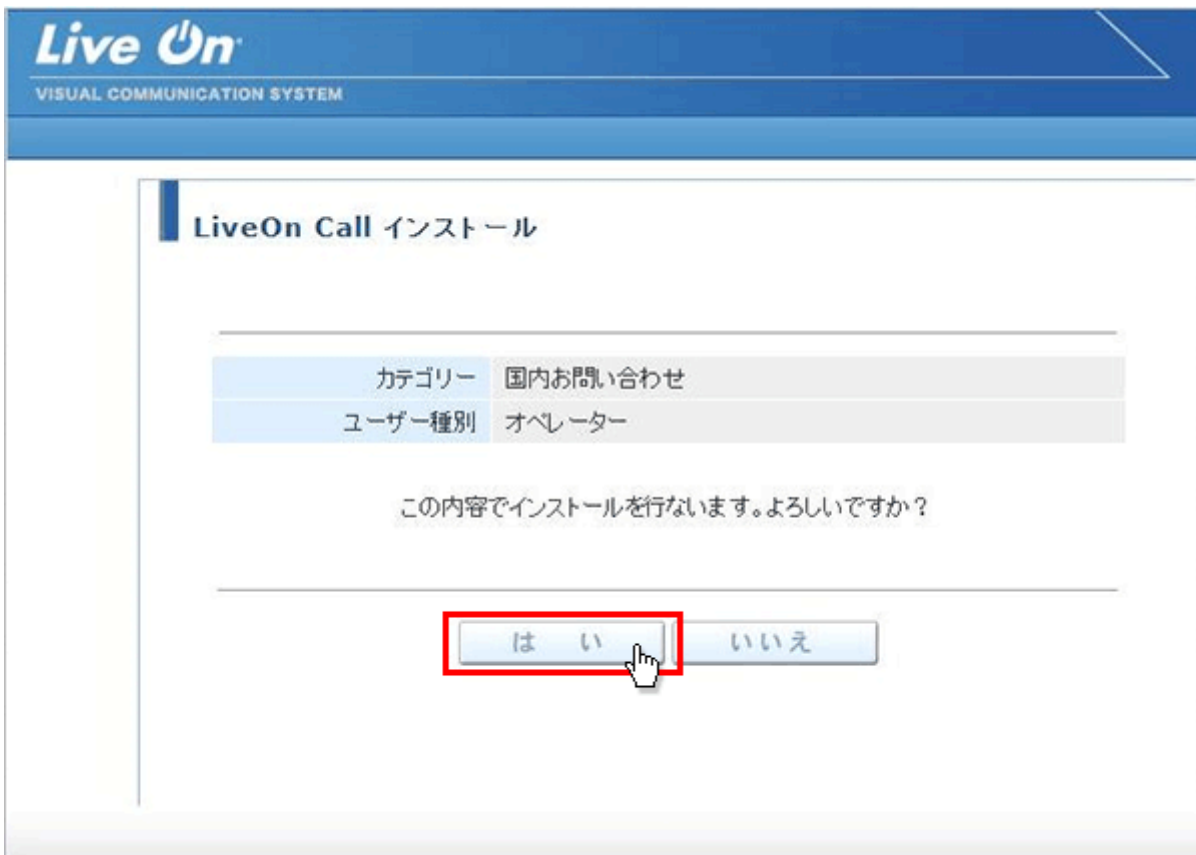 Live On
VISUAL COMMUNICATION SYSTEM
LiveOn Call インストール
カテゴリー 国内お問い合わせ
ユーザー種別 オペレーター
この内容でインストールを行ないます。よろしいですか？
はい いいえ